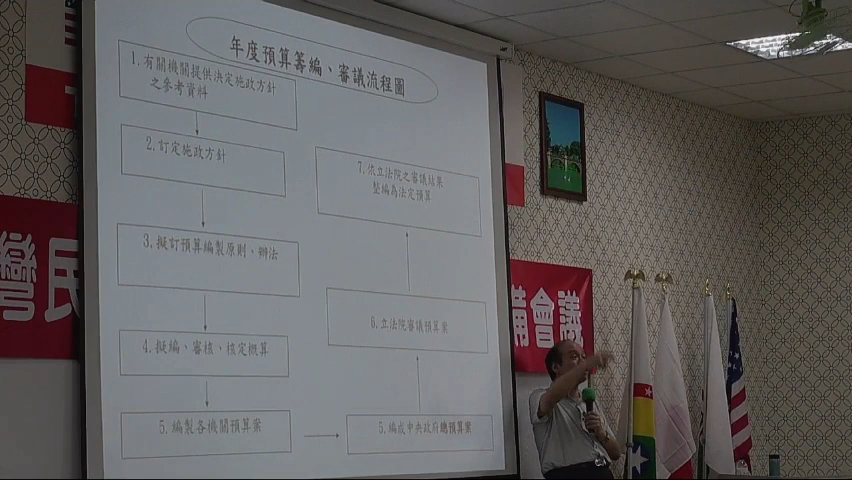 年度預算籌編、審議流程圖
1.有關機關提供決定施政方針
之參考資料
2.訂定施政方針
3.擬訂預算編製原則、辦法
4.擬編、審核、核定概算
5.編製各機關預算案
5.編成中央政府總預算案
6.立法院審議預算案
7.依立法院之審議結果
整編為法定預算
灣民
備會議